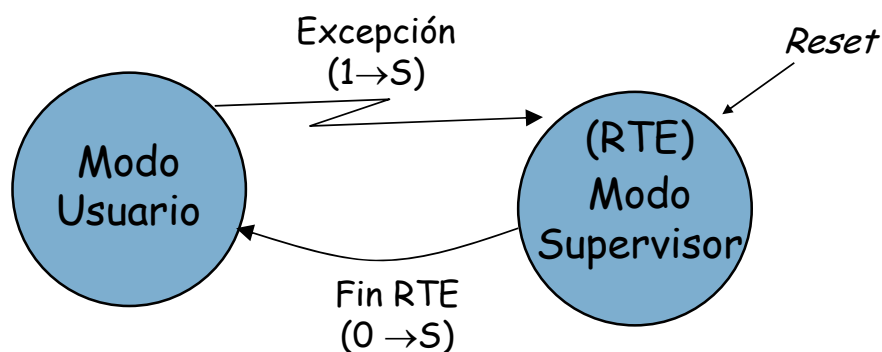 Excepción
(1→S)
Reset
Modo
Usuario
(RTE)
Modo
Supervisor
Fin RTE
(0 →S)